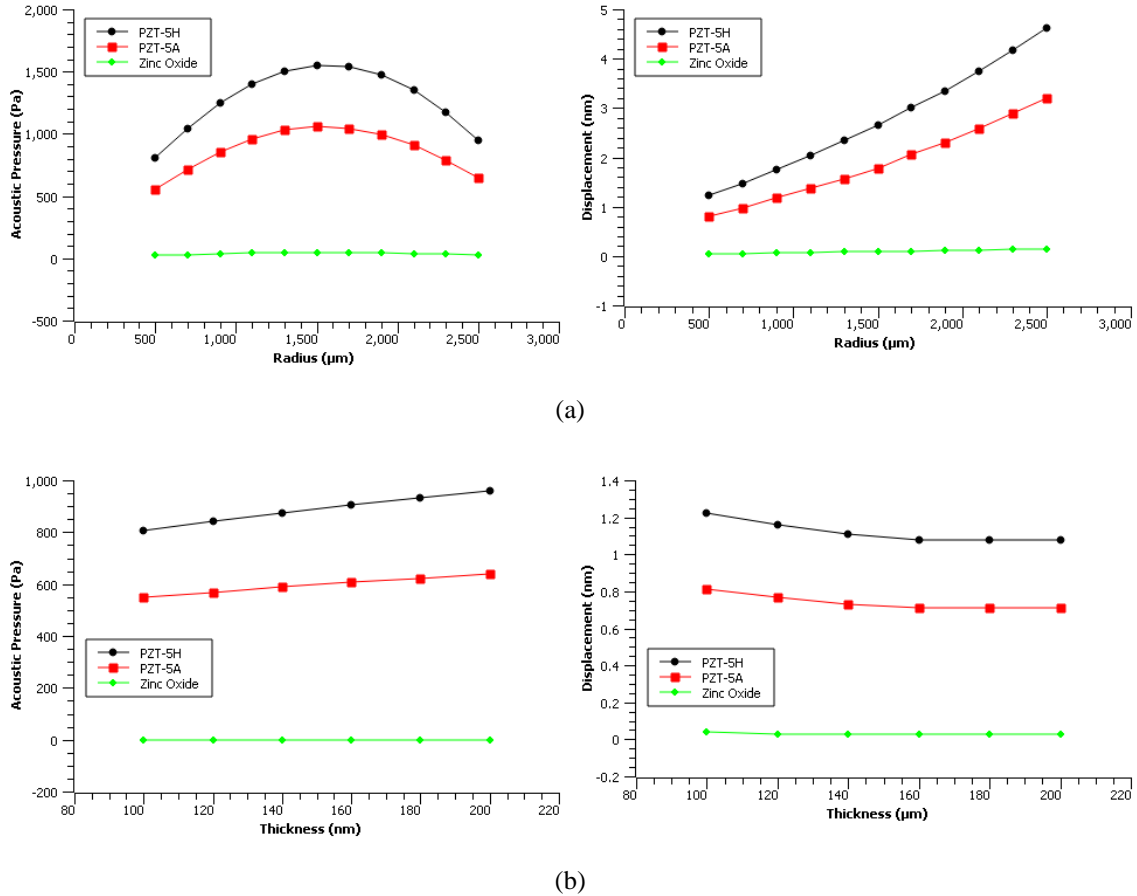 PZT-5H
PZT-5A
Zinc Oxide
2,000
1,500
1,000
500
0
-500
Acoustic Pressure (Pa)
0 500 1,000 1,500 2,000 2,500 3,000
Radius (µm)
PZT-5H
PZT-5A
Zinc Oxide
5
4
3
2
1
0
-1
Displacement (nm)
0 500 1,000 1,500 2,000 2,500 3,000
Radius (µm)
(a)
1,000
800
600
400
200
0
-200
Acoustic Pressure (Pa)
PZT-5H
PZT-5A
Zinc Oxide
80 100 120 140 160 180 200 220
Thickness (nm)
1.4
1.2
1
0.8
0.6
0.4
0.2
0
-0.2
Displacement (nm)
PZT-5H
PZT-5A
Zinc Oxide
80 100 120 140 160 180 200 220
Thickness (µm)
(b)